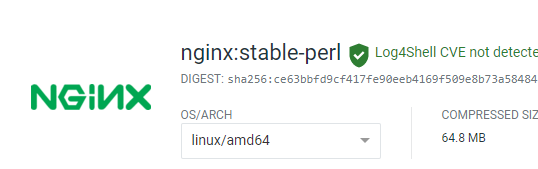 nginx:stable-perl Log4Shell CVE not detecte
DIGEST: sha256:ce63bbfd9cf417fe90eeb4169f509e8b73a58484
NGINX
OS/ARCH COMPRESSED SIZ
linux/amd64 64.8 MB